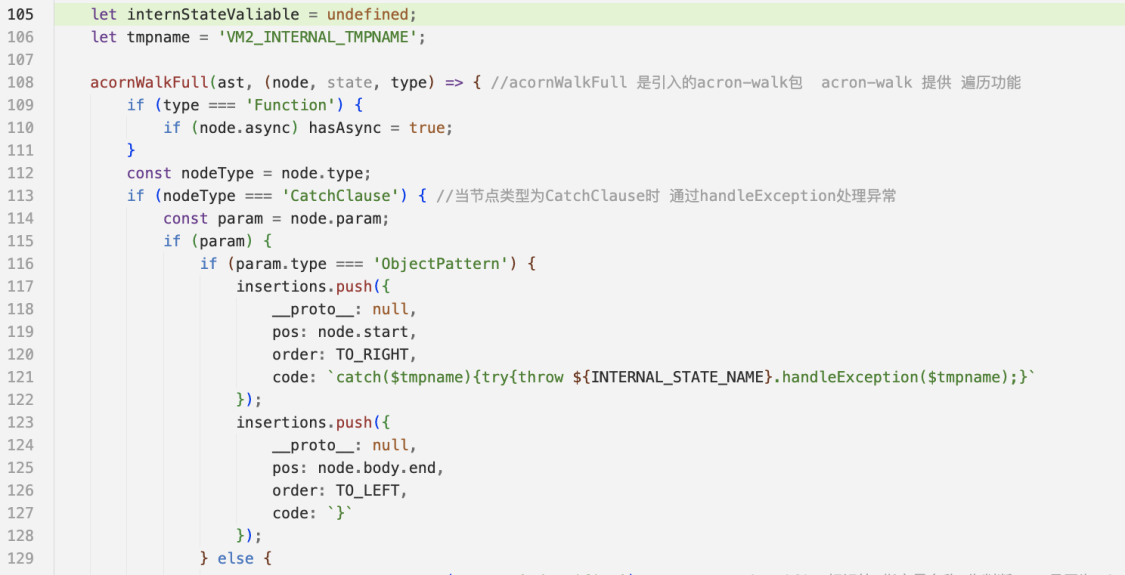 105 let internStateValiable = undefined;
106 let tmpname = 'VM2_INTERNAL_TMPNAME';
107
108 acornWalkFull(ast, (node, state, type) => { //acornWalkFull 是引入的acron-walk包 acron-walk 提供 遍历功能
109 if (type === 'Function') {
110 if (node.async) hasAsync = true;
111 }
112 const nodeType = node.type;
113 if (nodeType === 'CatchClause') { //当节点类型为CatchClause时 通过handleException处理异常
114 const param = node.param;
115 if (param) {
116 if (param.type === 'ObjectPattern') {
117 insertions.push({
118 __proto__: null,
119 pos: node.start,
120 order: TO_RIGHT,
121 code: `catch($tmpname){try{throw ${INTERNAL_STATE_NAME}.handleException($tmpname);}`
122 });
123 insertions.push({
124 __proto__: null,
125 pos: node.body.end,
126 order: TO_LEFT,
127 code: `}`
128 });
129 } else {